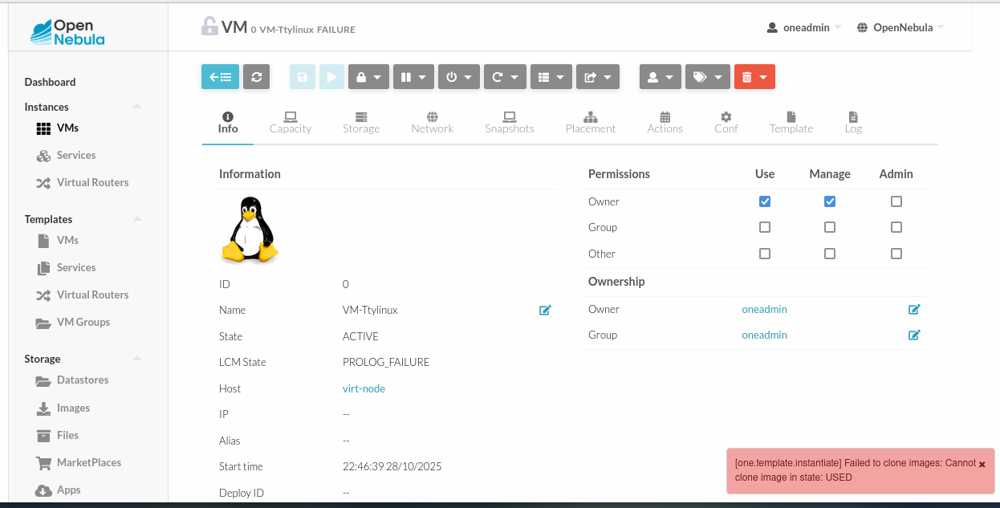 Open
Nebula
VM 0 VM-Ttylinux FAILURE
oneadmin
OpenNebula
Dashboard
Instances
VMs
Services
Virtual Routers
Templates
VMs
Services
Virtual Routers
VM Groups
Storage
Datastores
Images
Files
MarketPlaces
Apps
Info Capacity Storage Network Snapshots Placement Actions Conf Template Log
Information
ID 0
Name VM-Ttylinux
State ACTIVE
LCM State PROLOG_FAILURE
Host virt-node
IP --
Alias --
Start time 22:46:39 28/10/2025
Deploy ID --
Permissions Use Manage Admin
Owner
Group
Other
Ownership
Owner oneadmin
Group oneadmin
[one.template.instantiate] Failed to clone images: Cannot
clone image in state: USED